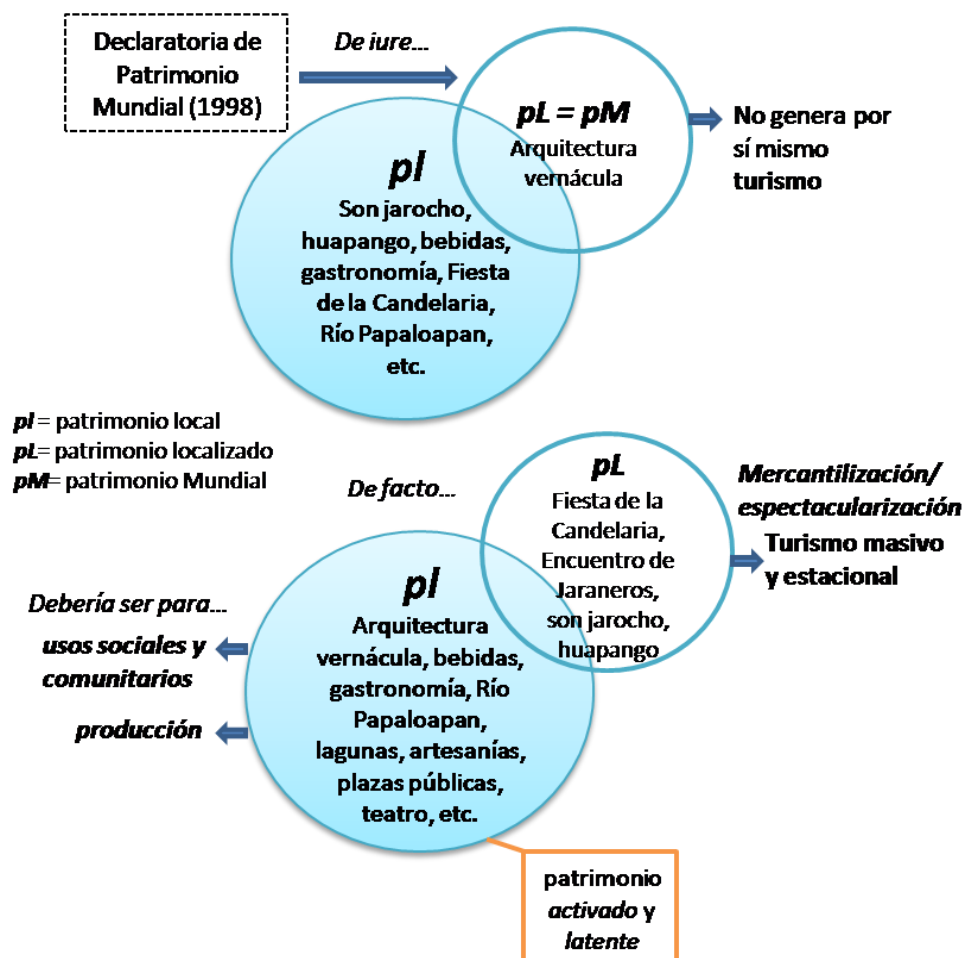 Declaratoria de
Patrimonio
Mundial (1998)
De iure...
pL = pM
Arquitectura
vernácula
No genera por
sí mismo
turismo
pl
Son jarocho,
huapango, bebidas,
gastronomía, Fiesta
de la Candelaria,
Río Papaloapan,
etc.
pl = patrimonio local
pL= patrimonio localizado
pM= patrimonio Mundial
De facto...
pL
Fiesta de la
Candelaria,
Encuentro de
Jaraneros,
son jarocho,
huapango
Mercantilización/
espectacularización
Turismo masivo
y estacional
Debería ser para...
usos sociales y
comunitarios
producción
pl
Arquitectura
vernácula, bebidas,
gastronomía, Río
Papaloapan,
lagunas, artesanías,
plazas públicas,
teatro, etc.
patrimonio
activado y
latente